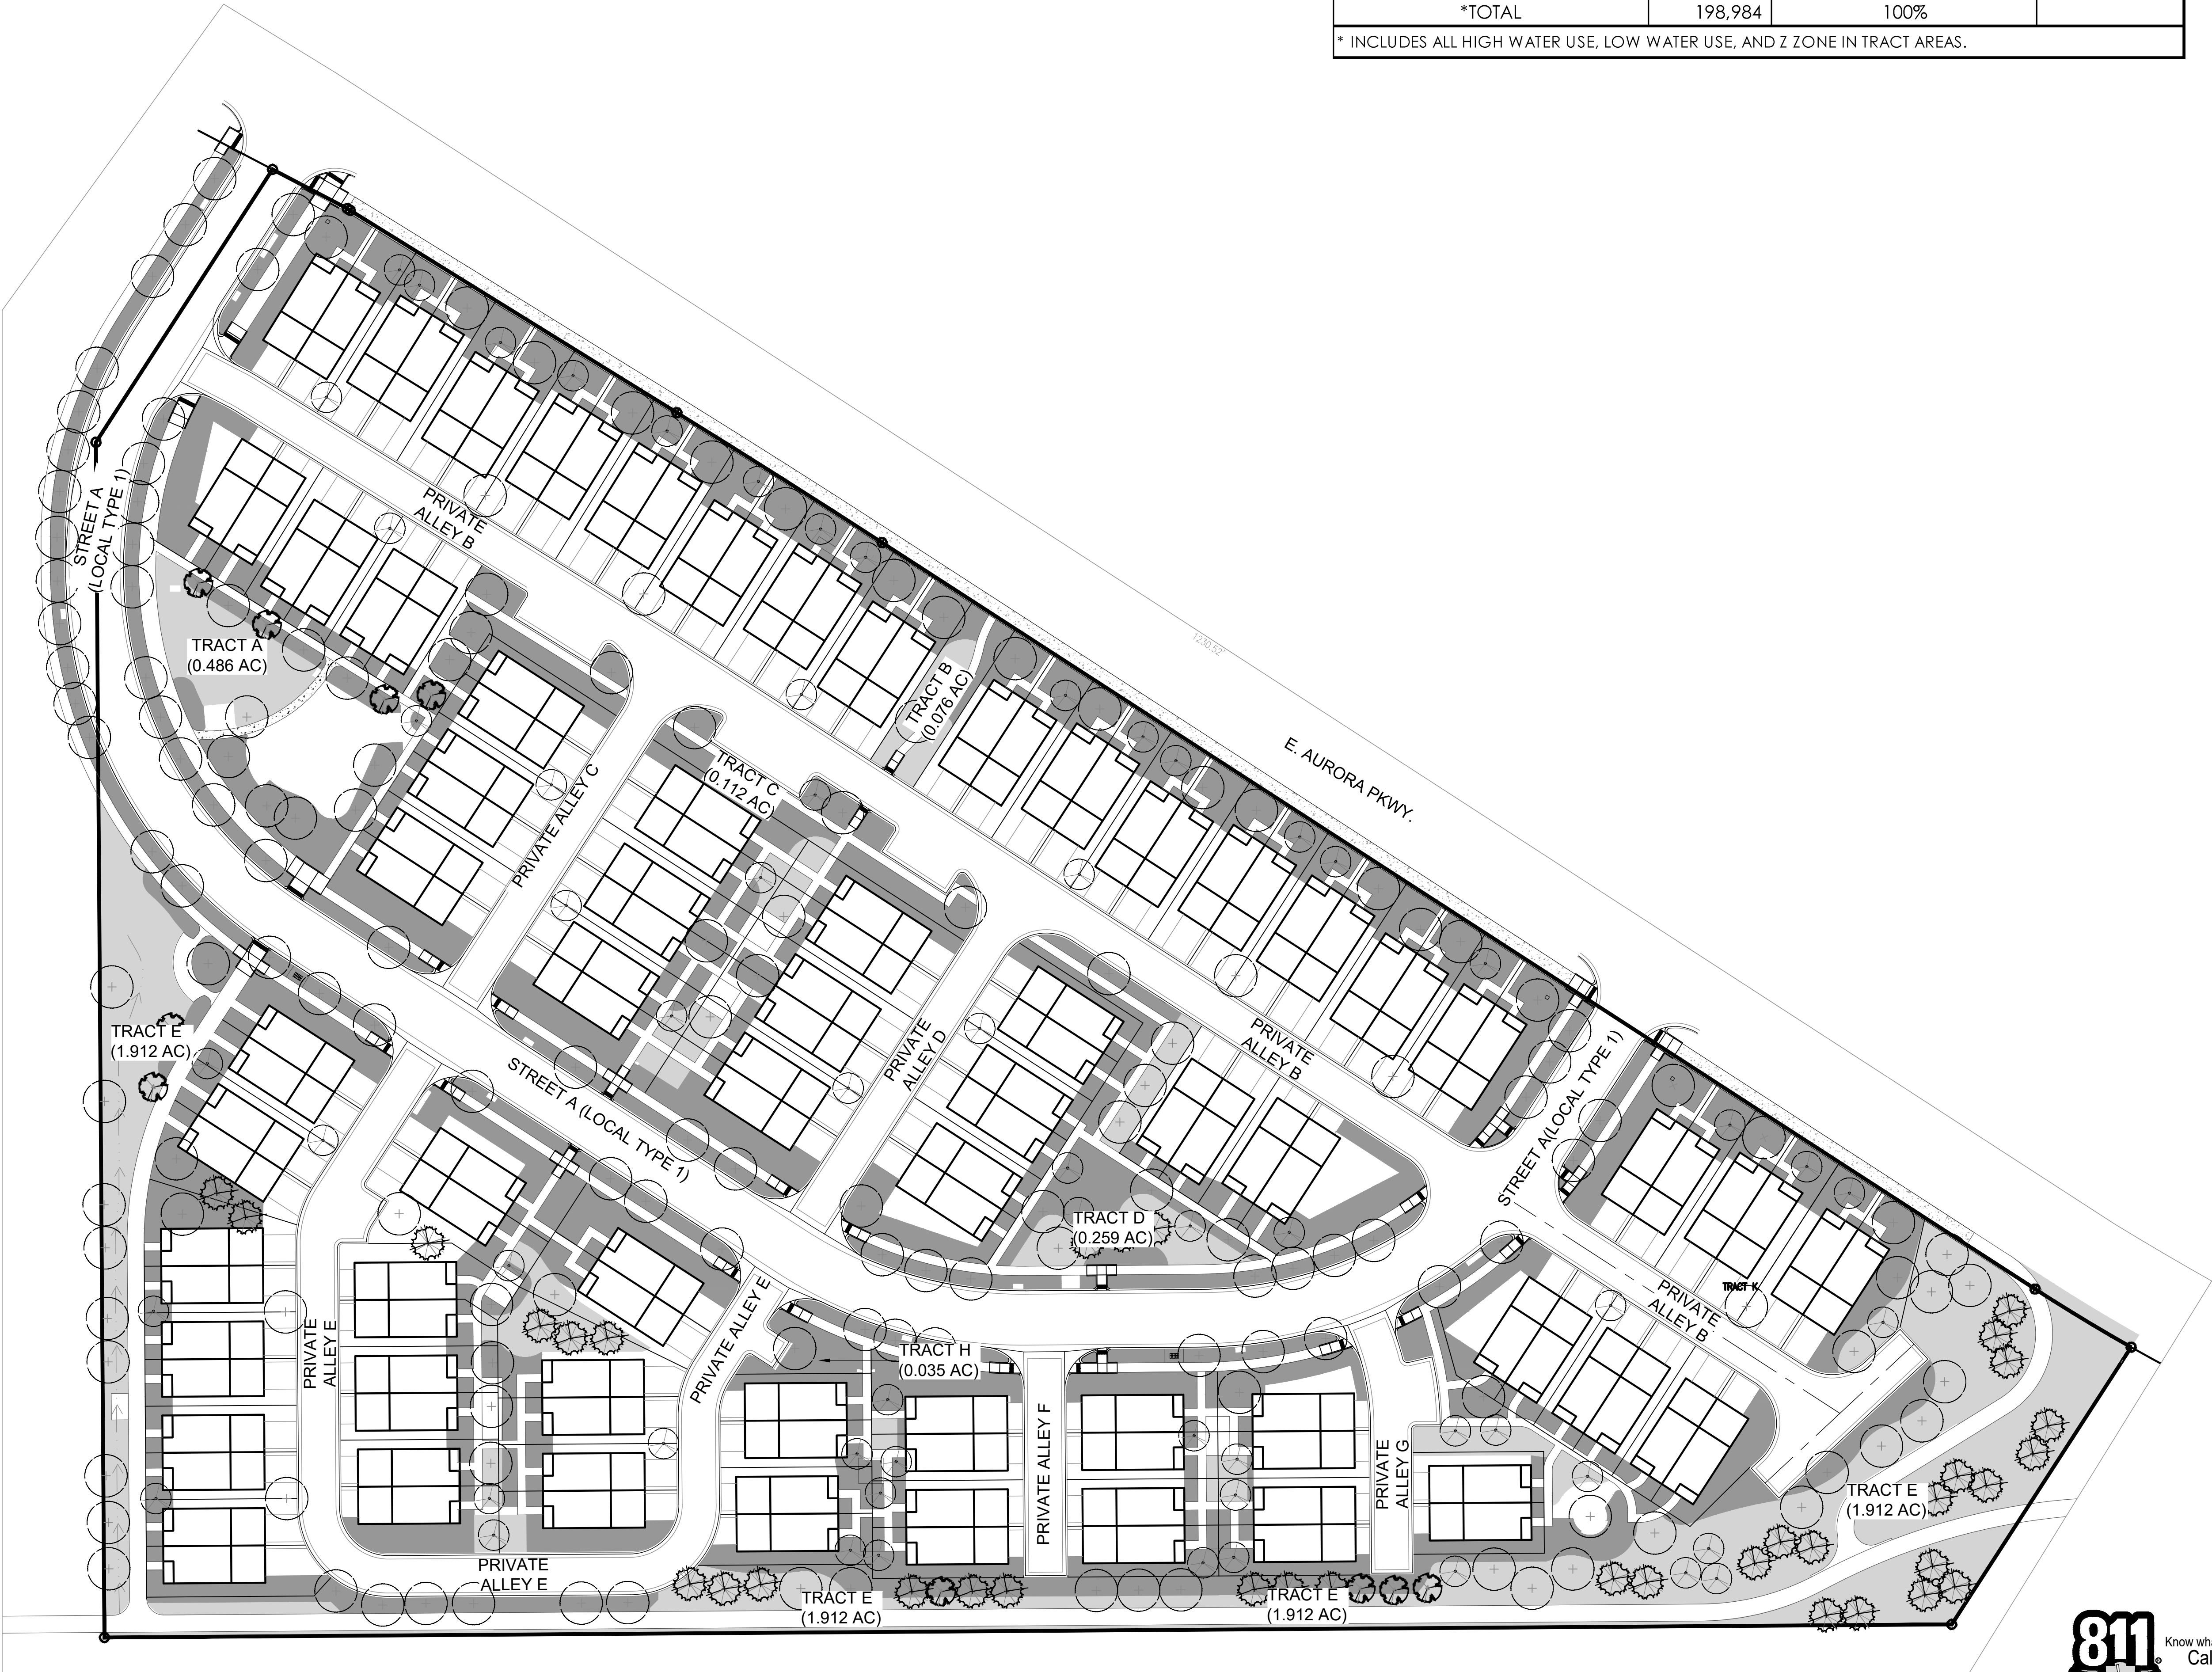 *TOTAL 198,984 100%
* INCLUDES ALL HIGH WATER USE, LOW WATER USE, AND Z ZONE IN TRACT AREAS.
STREET A
(LOCAL TYPE 1)
PRIVATE
ALLEY B
TRACT A
(0.486 AC)
1230.52'
TRACT B
(0.076 AC)
E. AURORA PKWY.
TRACT C
(0.112 AC)
PRIVATE ALLEY C
TRACT E
(1.912 AC)
STREET A (LOCAL TYPE 1)
PRIVATE
ALLEY D
PRIVATE
ALLEY B
STREET A(LOCAL TYPE 1)
TRACT D
(0.259 AC)
TRACT K
PRIVATE
ALLEY B
PRIVATE
ALLEY E
PRIVATE ALLEY E
TRACT H
(0.035 AC)
PRIVATE ALLEY F
PRIVATE
ALLEY G
TRACT E
(1.912 AC)
PRIVATE
ALLEY E
TRACT E
(1.912 AC)
TRACT E
(1.912 AC)
811
Know
Cal